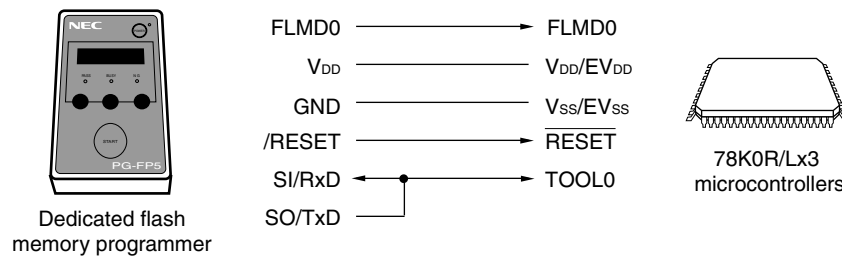 NEC
START
PG-FP5
Dedicated flash
memory programmer
FLMD0 FLMD0
VDD VDD/EVDD
GND VSS/EVSS
/RESET RESET
SI/RxD TOOL0
SO/TxD
78K0R/Lx3
microcontrollers